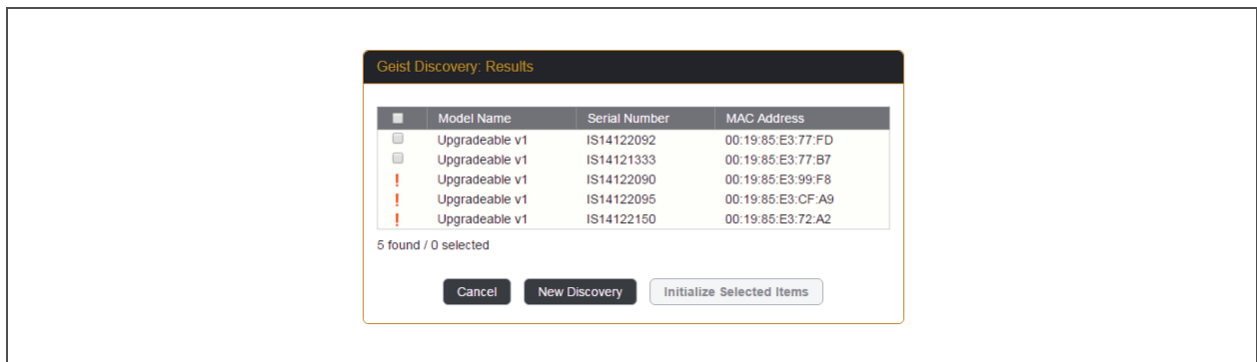 Geist Discovery: Results
Model Name Serial Number MAC Address
Upgradeable v1 IS14122092 00:19:85:E3:77:FD
Upgradeable v1 IS14121333 00:19:85:E3:77:B7
! Upgradeable v1 IS14122090 00:19:85:E3:99:F8
! Upgradeable v1 IS14122095 00:19:85:E3:CF:A9
! Upgradeable v1 IS14122150 00:19:85:E3:72:A2
5 found / 0 selected
Cancel New Discovery Initialize Selected Items